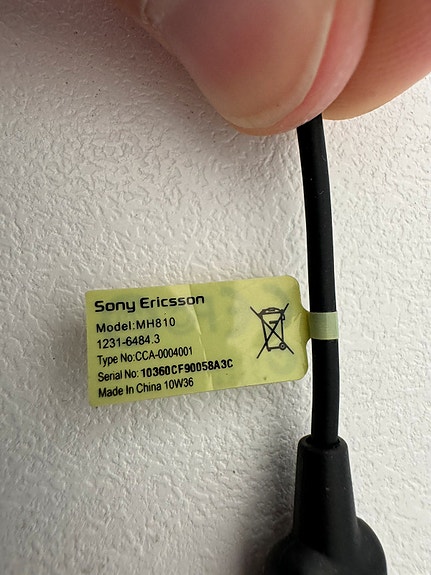 Sony Ericsson
Model:MH810
1231-6484.3
Type No:CCA-0004001
Serial No: 10360CF90058A3C
Made In China 10W36